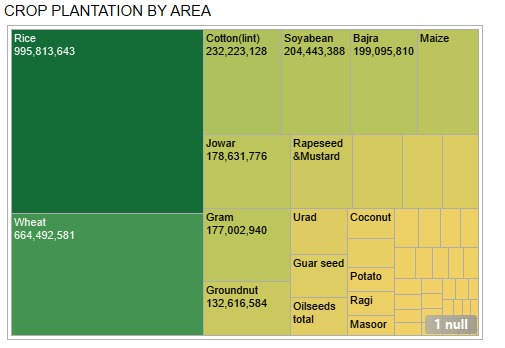 CROP PLANTATION BY AREA
Rice
995,813,643
Wheat
664,492,581
Cotton(lint)
232,223,128
Soyabean
204,443,388
Bajra
199,095,810
Maize
Jowar
178,631,776
Rapeseed
&Mustard
Gram
177,002,940
Groundnut
132,616,584
Urad
Guar seed
Oilseeds
total
Coconut
Potato
Ragi
Masoor
1 null